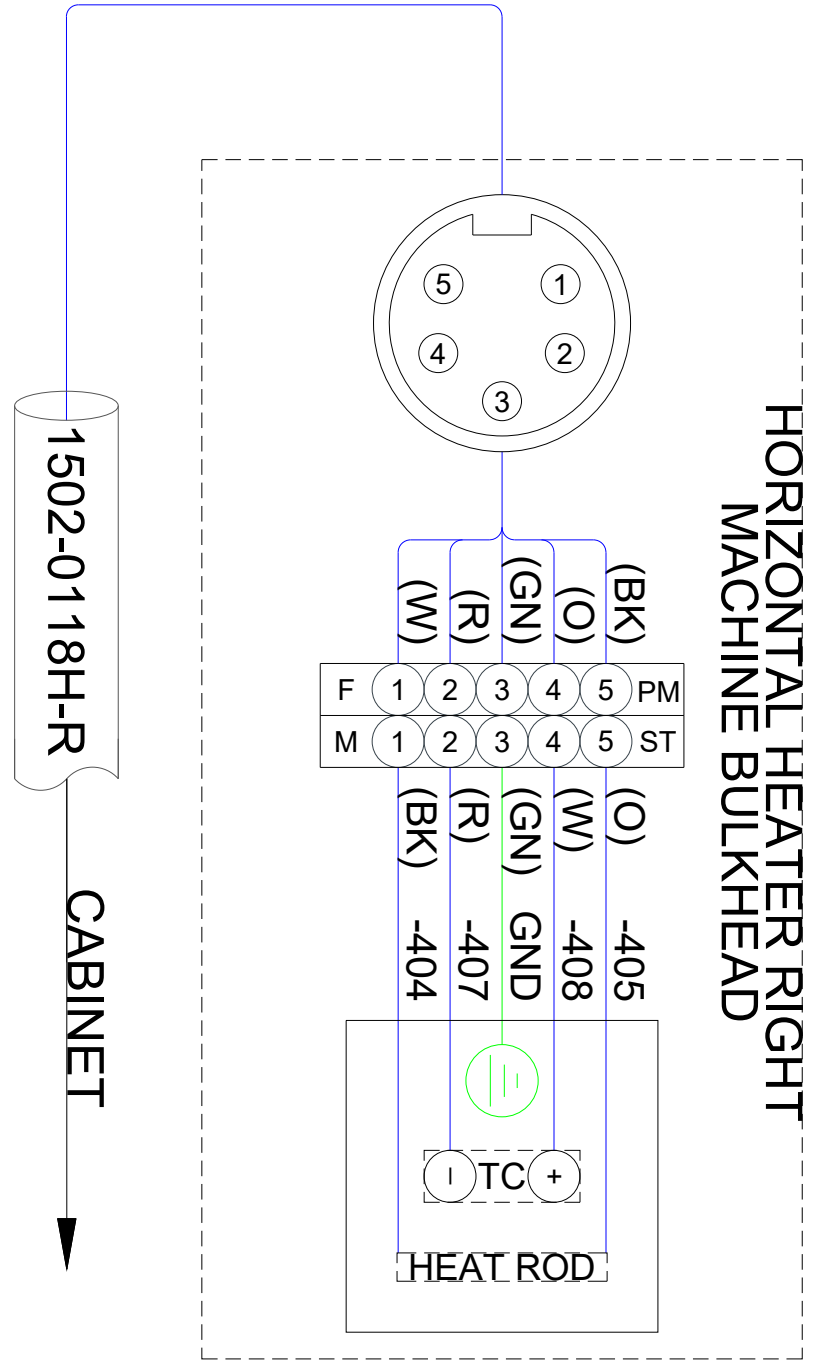 5 1
4 2
3
HORIZONTAL HEATER RIGHT
MACHINE BULKHEAD
1502-0118H-R
CABINET
(W) (R) (GN) (O) (BK)
F 1 2 3 4 5 PM
M 1 2 3 4 5 ST
(BK) (R) (GN) (W) (O)
-404 -407 GND -408 -405
- TC +
HEAT ROD